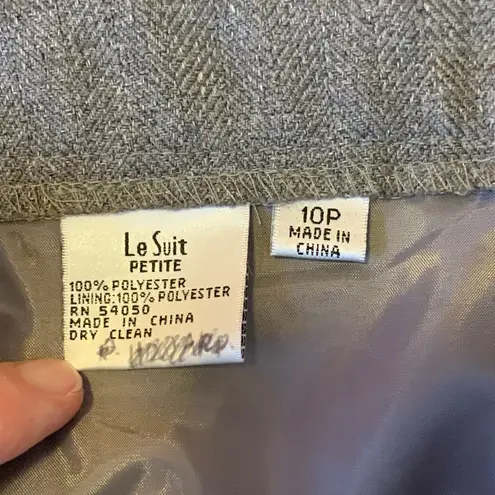 Le Suit
PETITE
100% POLYESTER
LINING:100% POLYESTER
RN 54050
MADE IN CHINA
DRY CLEAN
10P
MADE IN
CHINA